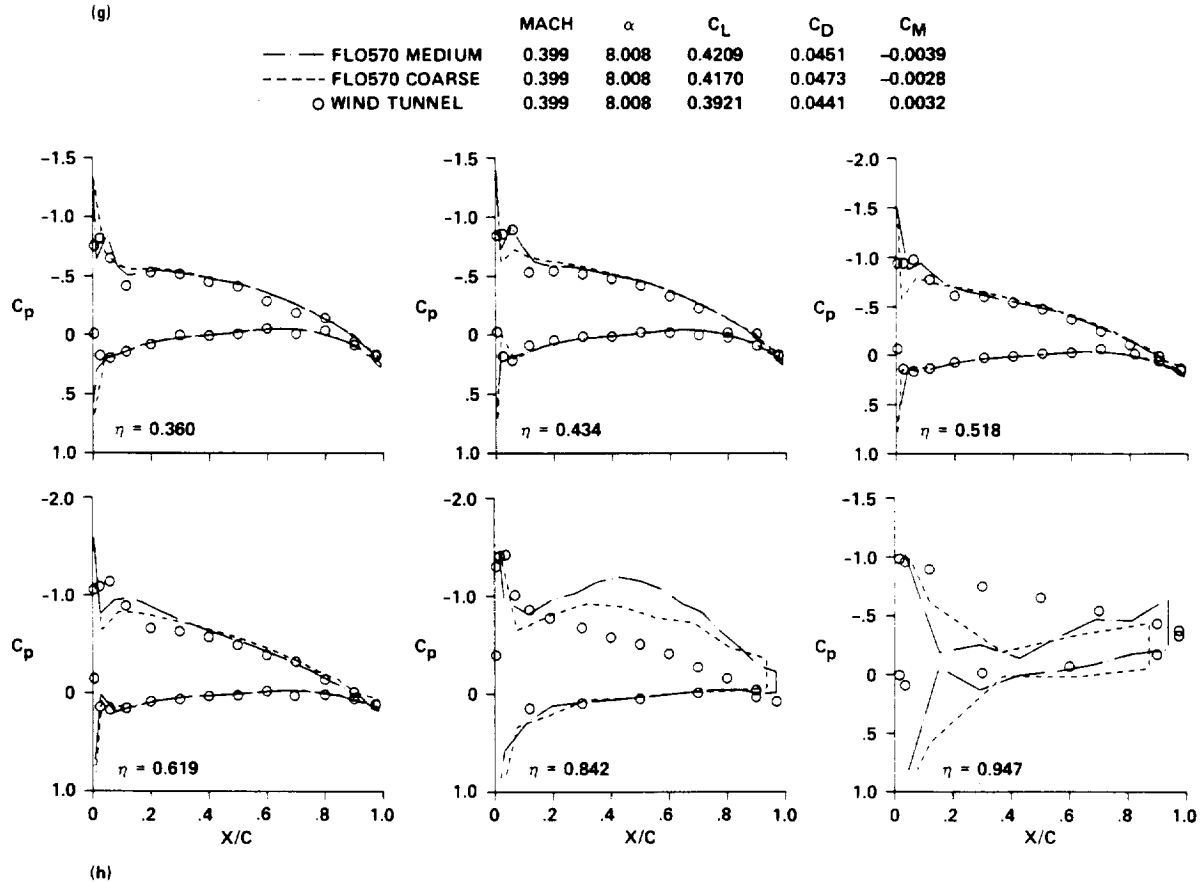 (g)
MACH α C_L C_D C_M
FLO570 MEDIUM 0.399 8.008 0.4209 0.0451 −0.0039
FLO570 COARSE 0.399 8.008 0.4170 0.0473 −0.0028
WIND TUNNEL 0.399 8.008 0.3921 0.0441 0.0032
−1.5
−1.0
−.5
C_p
0
.5
1.0
η = 0.360
−1.5
−1.0
−.5
C_p
0
.5
1.0
η = 0.434
−2.0
−1.5
−1.0
C_p
−.5
0
.5
1.0
η = 0.518
−2.0
−1.0
C_p
0
1.0
η = 0.619
0 .2 .4 .6 .8 1.0
X/C
−2.0
−1.0
C_p
0
1.0
η = 0.842
0 .2 .4 .6 .8 1.0
X/C
−1.5
−1.0
−.5
C_p
0
.5
1.0
η = 0.947
0 .2 .4 .6 .8 1.0
X/C
(h)